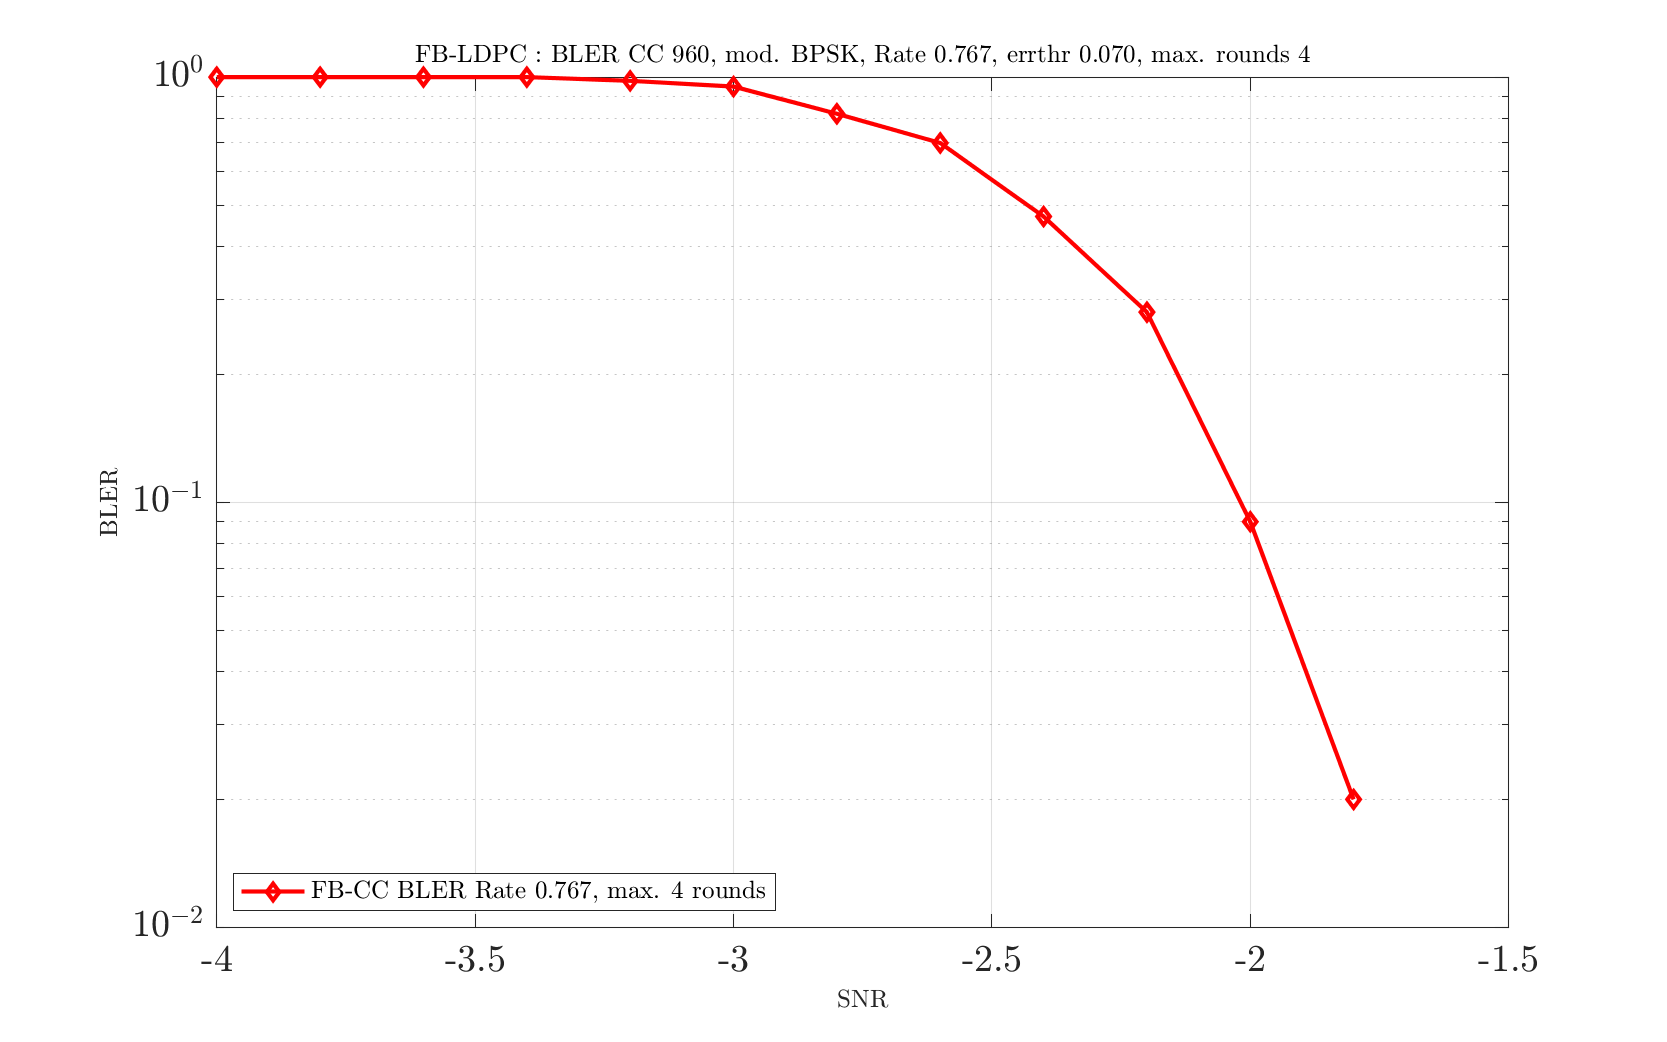 FB-LDPC : BLER CC 960, mod. BPSK, Rate 0.767, errthr 0.070, max. rounds 4
10^0
10^-1
10^-2
BLER
FB-CC BLER Rate 0.767, max. 4 rounds
-4 -3.5 -3 -2.5 -2 -1.5
SNR